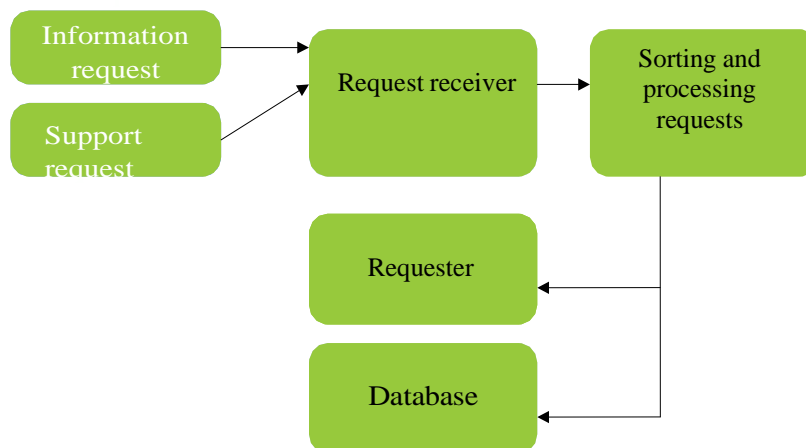 Information
request
Support
request
Request receiver
Sorting and
processing
requests
Requester
Database